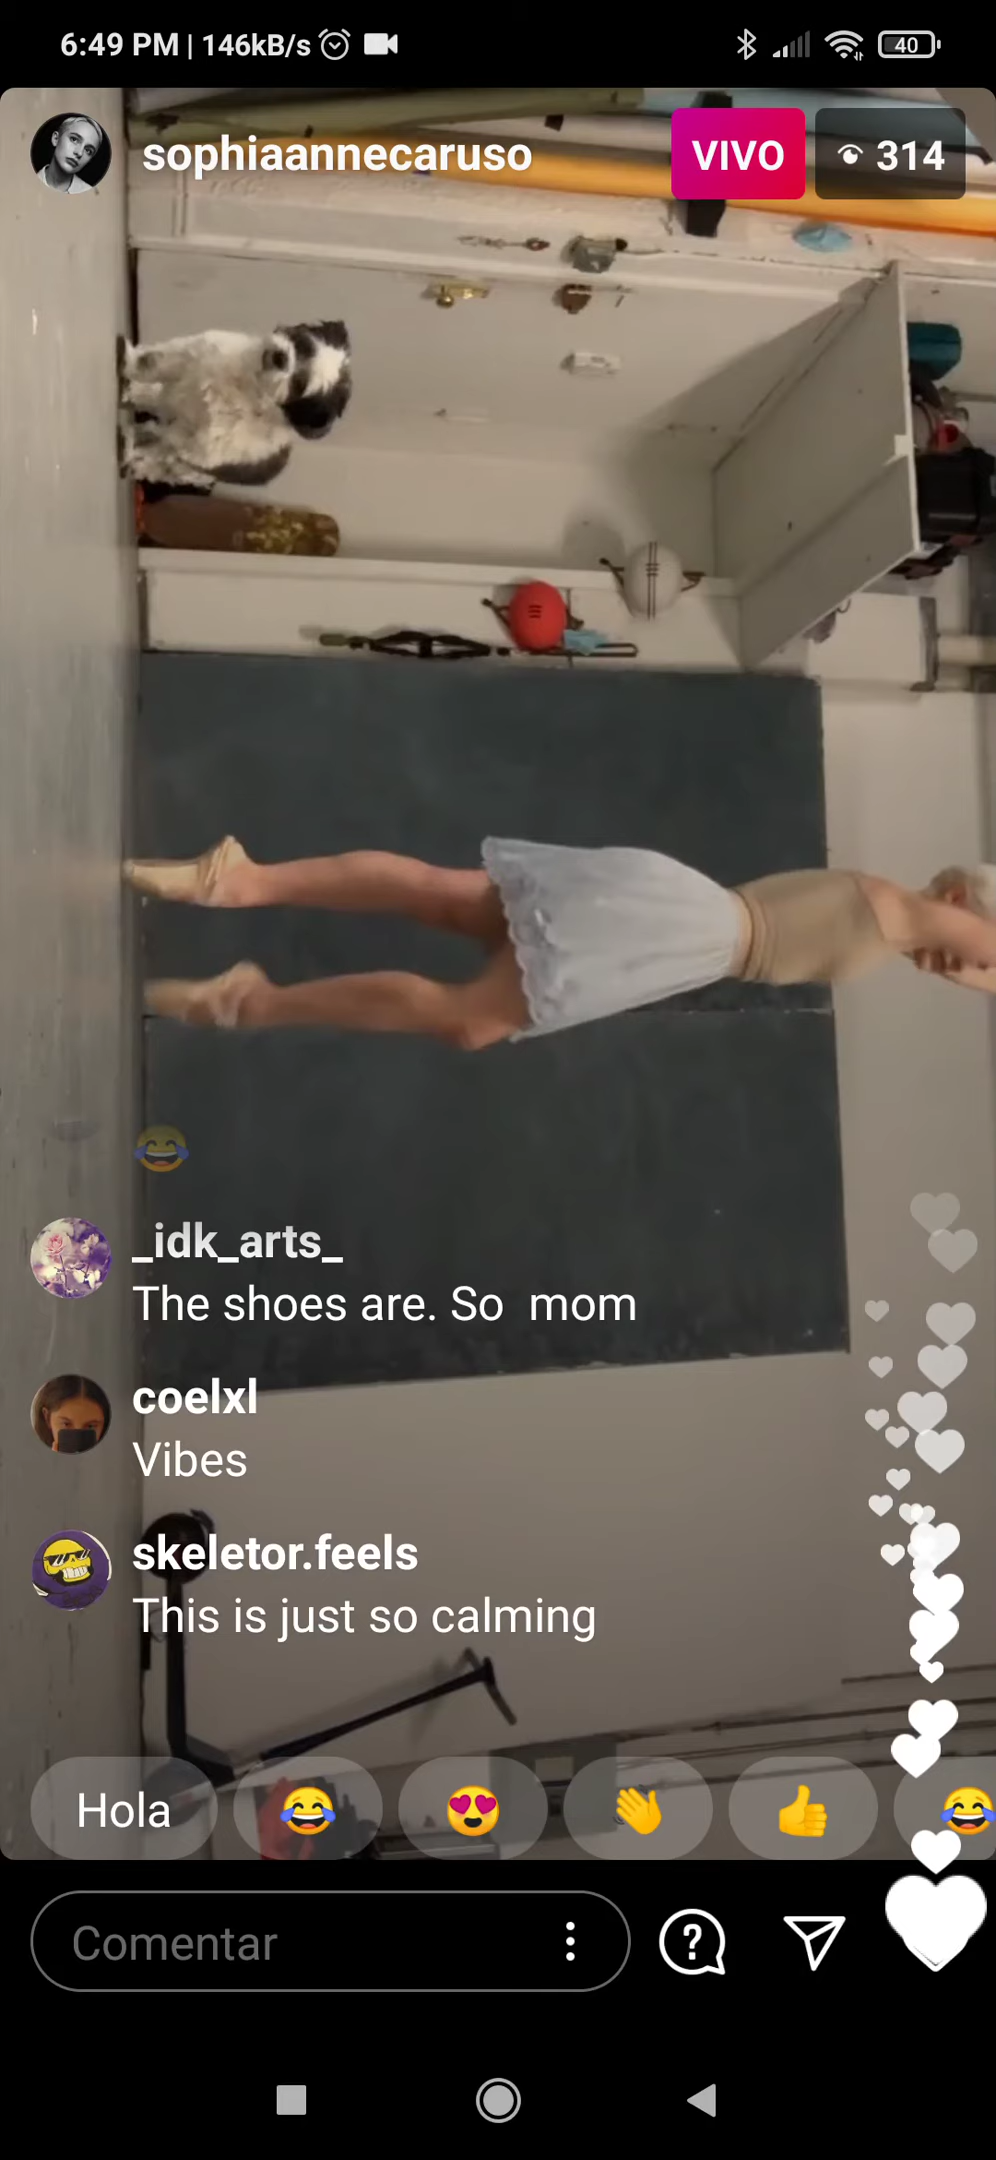 6:49 PM | 146kB/s
40
sophiaannecaruso
VIVO
314
😂
_idk_arts_
The shoes are. So  mom
coelxl
Vibes
skeletor.feels
This is just so calming
Hola 😂 😍 👋 👍 😂
Comentar